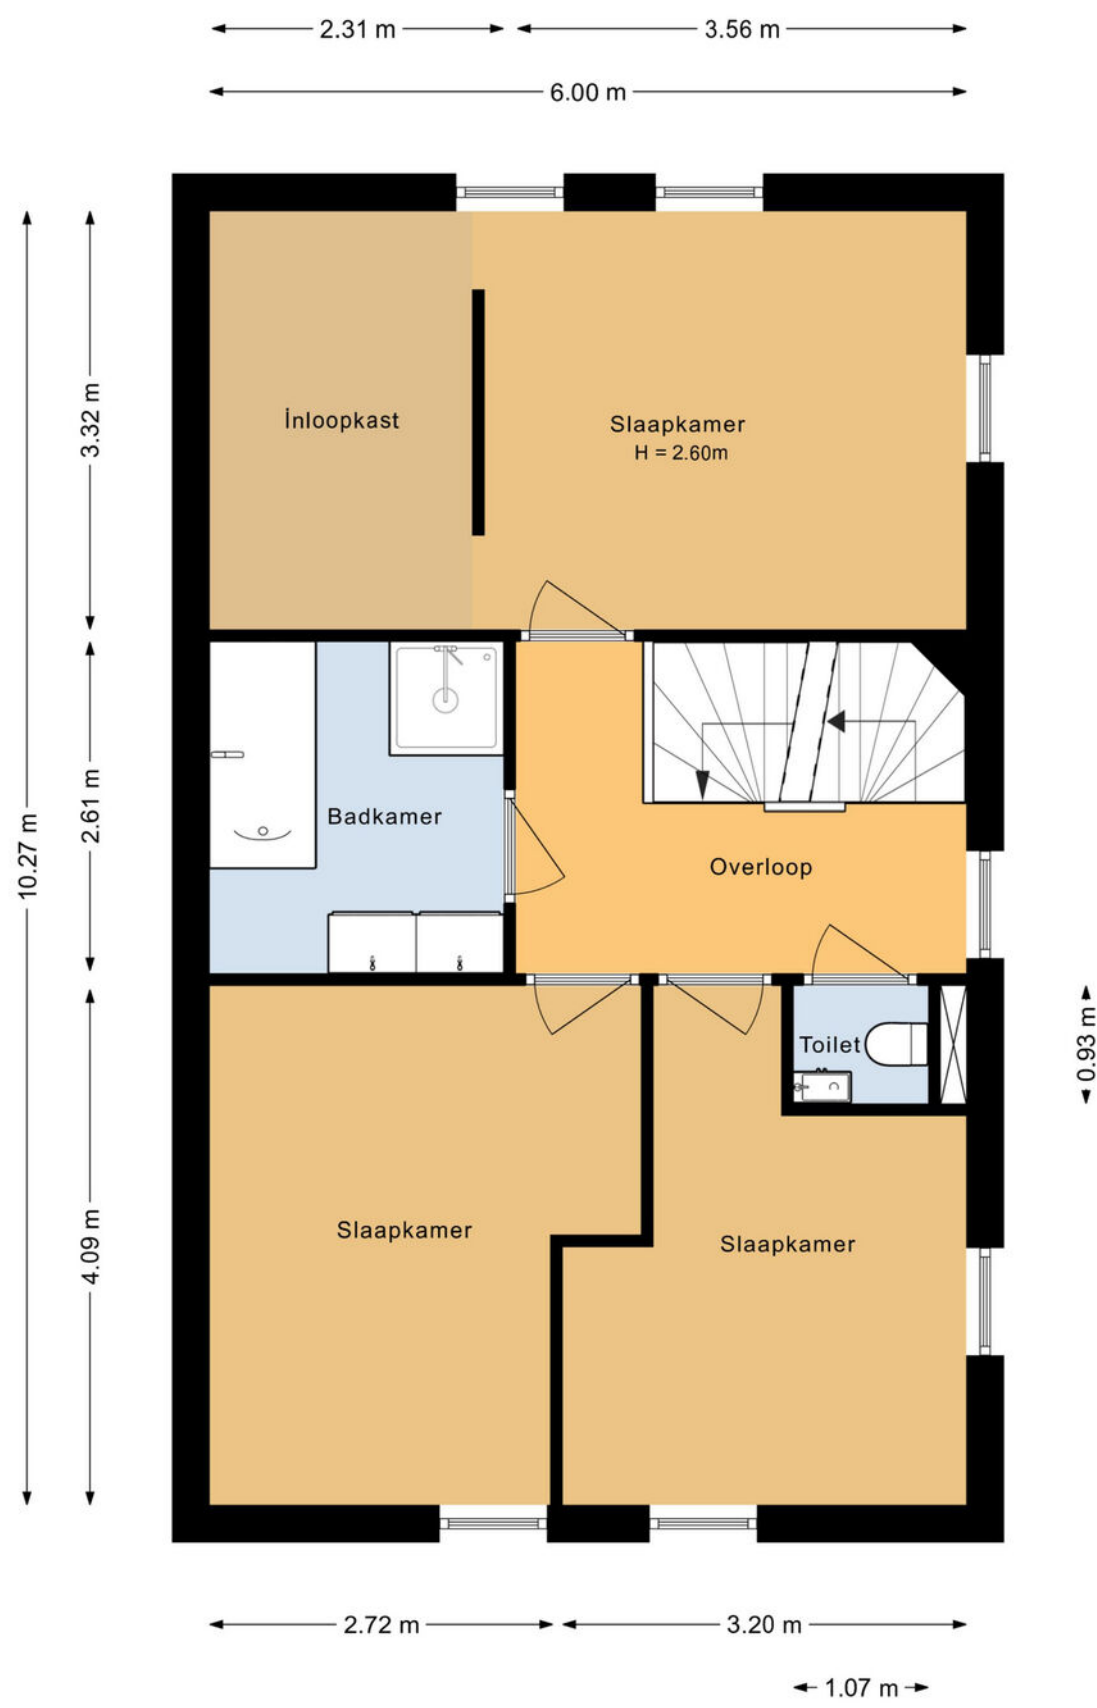 2.31 m
3.56 m
6.00 m
İnloopkast
Slaapkamer
H = 2.60m
3.32 m
10.27 m
2.61 m
Badkamer
Overloop
Toilet
0.93 m
4.09 m
Slaapkamer
Slaapkamer
2.72 m
3.20 m
1.07 m